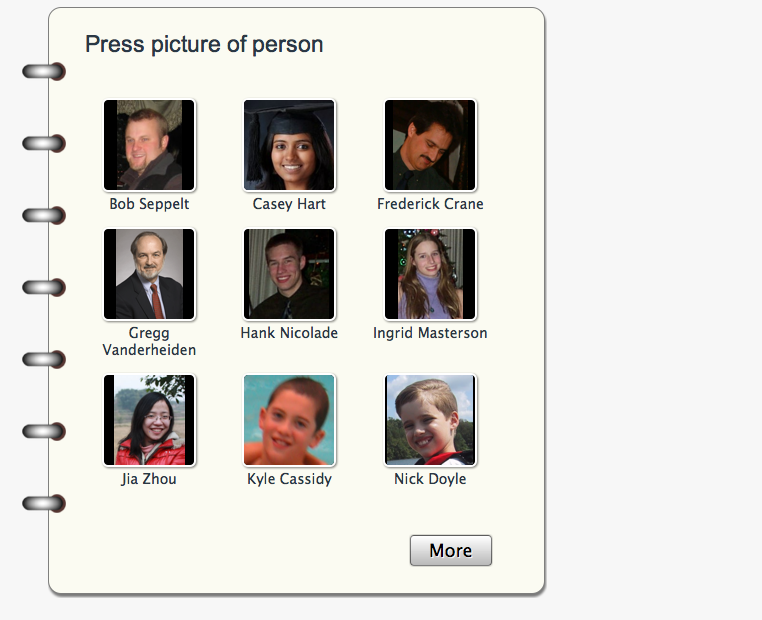 Press picture of person
Bob Seppelt
Casey Hart
Frederick Crane
Gregg
Vanderheiden
Hank Nicolade
Ingrid Masterson
Jia Zhou
Kyle Cassidy
Nick Doyle
More